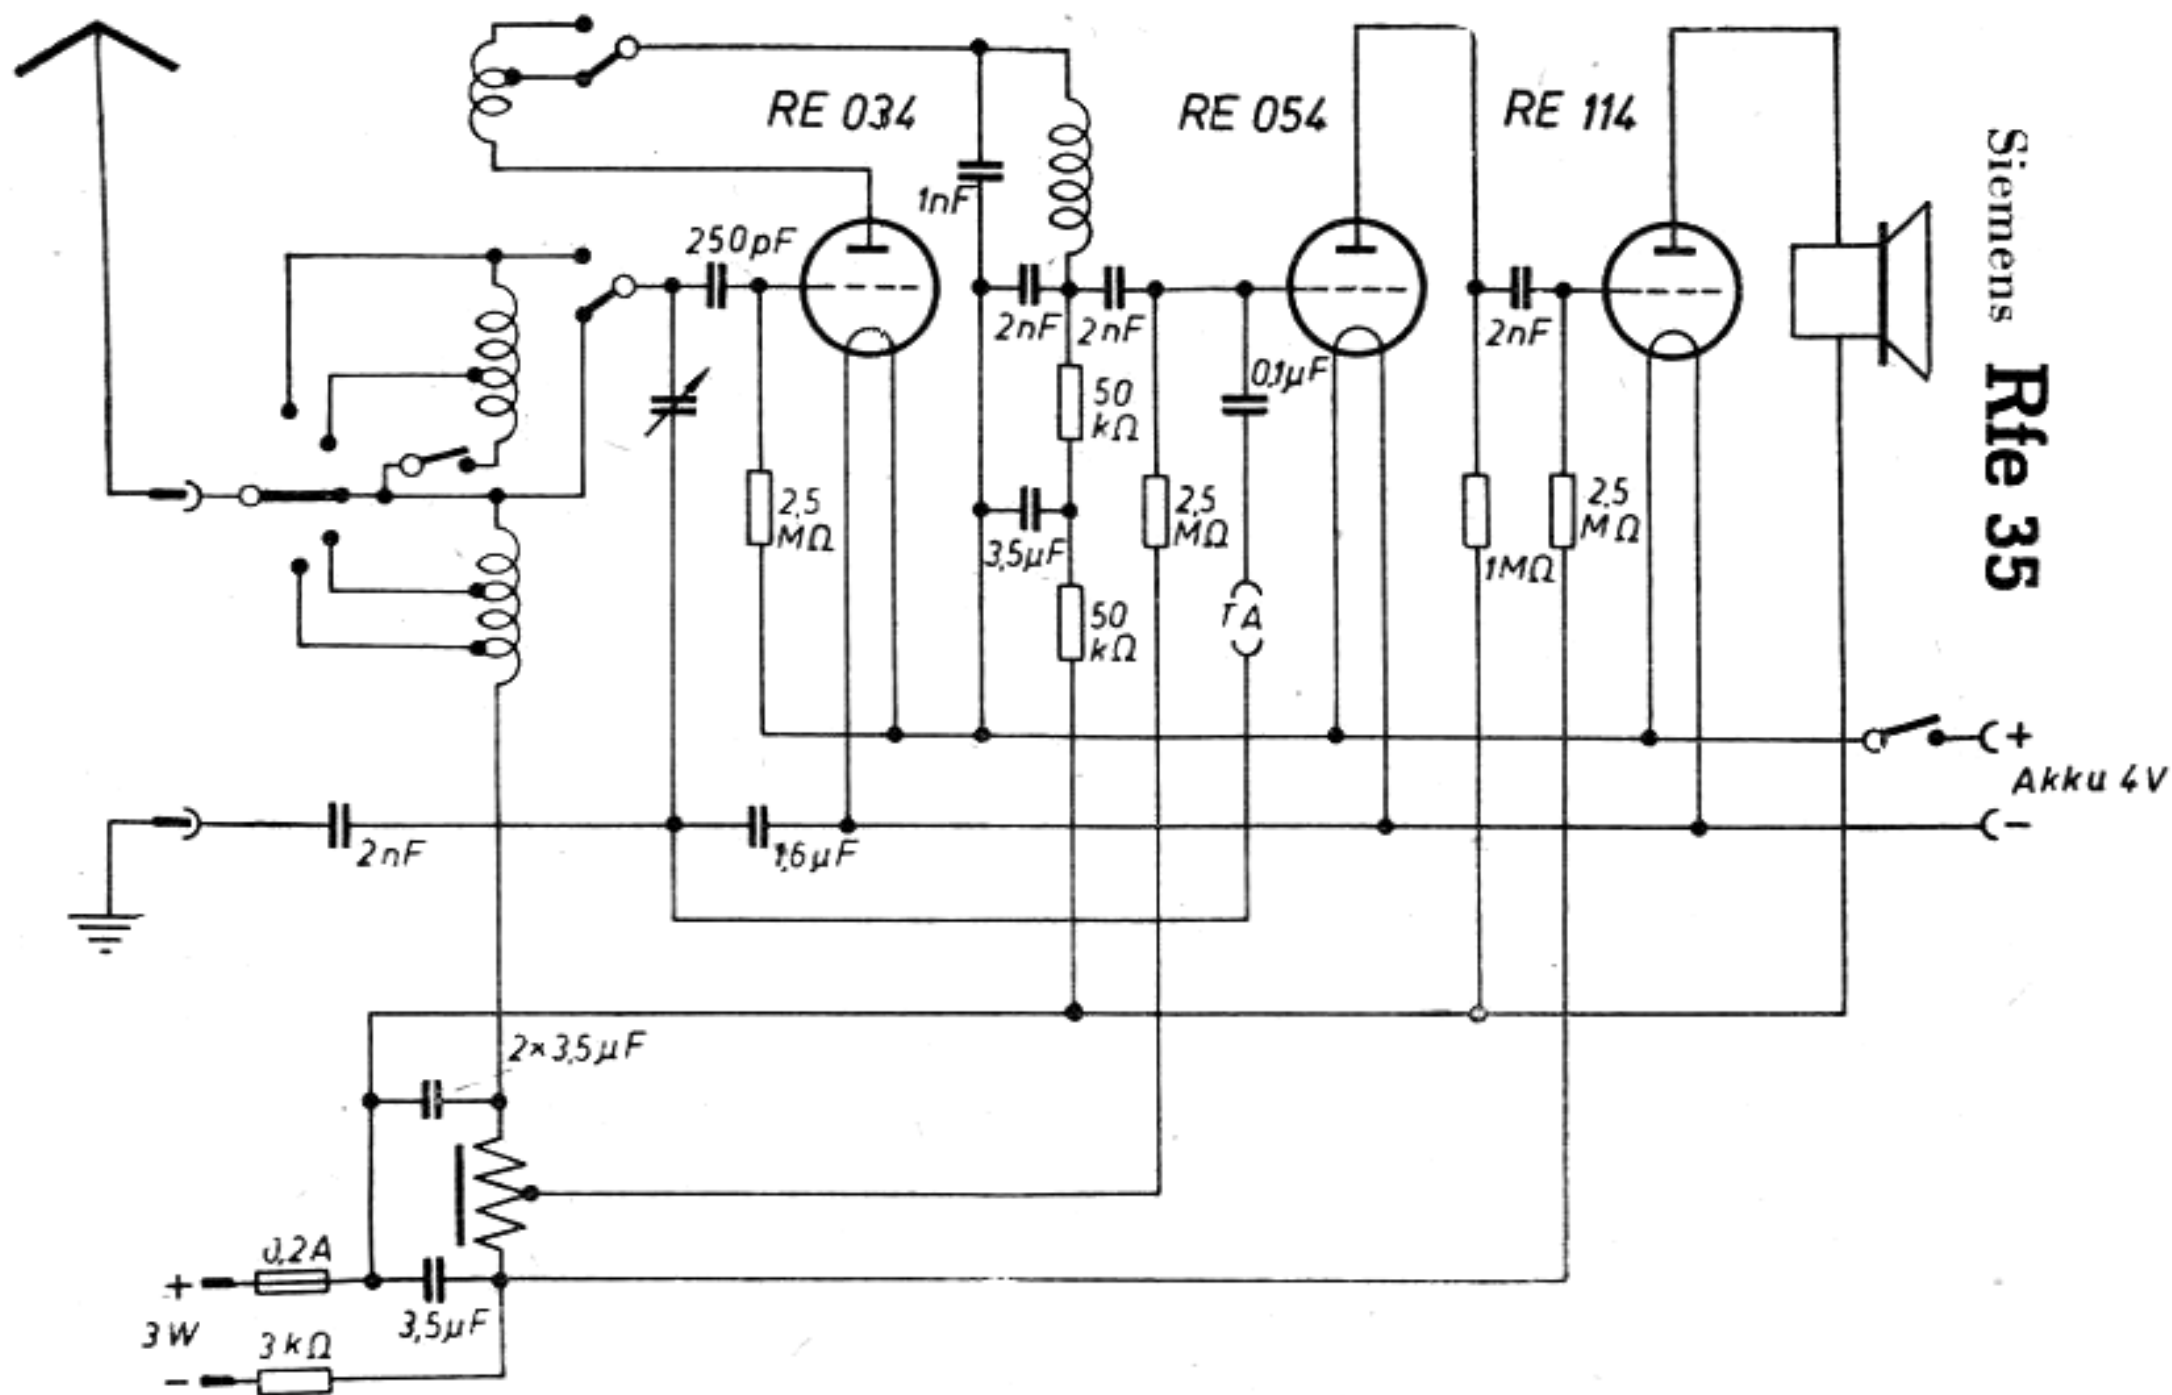 RE 034
RE 054
RE 114
Siemens
Rfe 35
1nF
250pF
2nF
2nF
2nF
0,1µF
50
kΩ
2,5
MΩ
3,5µF
2,5
MΩ
1MΩ
2,5
MΩ
50
kΩ
TA
+
Akku 4V
−
2nF
1,6µF
2×3,5µF
0,2A
+
3W
3,5µF
3kΩ
−